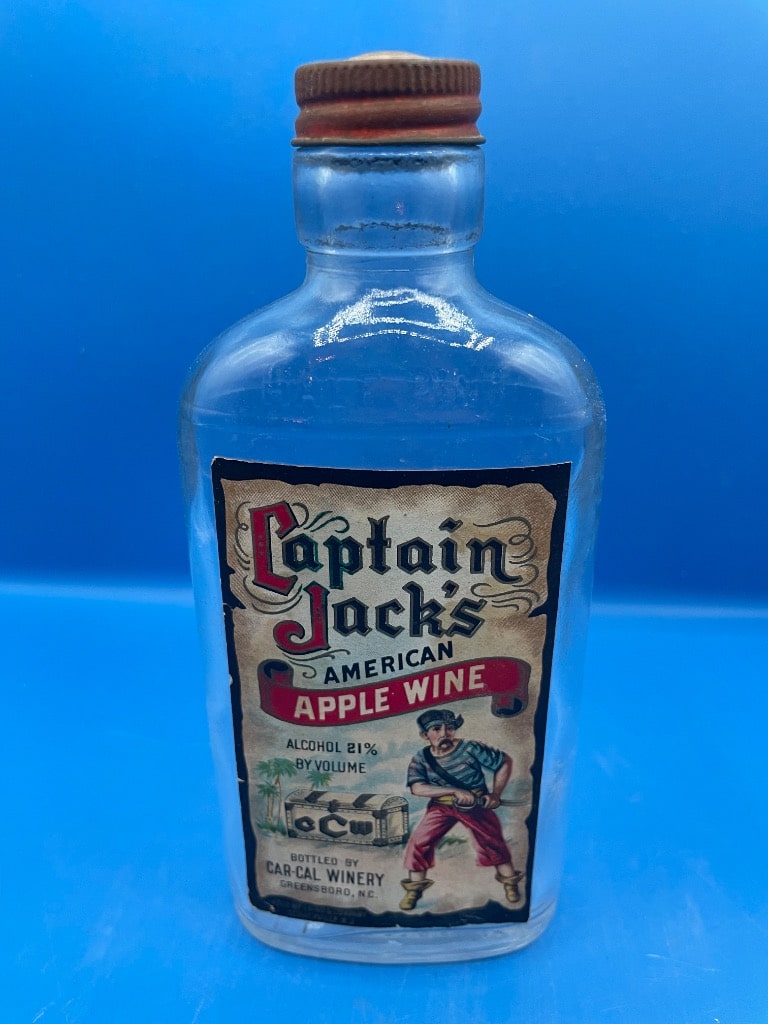 Captain
Jack's
AMERICAN
APPLE WINE
ALCOHOL 21%
BY VOLUME
CCW
BOTTLED BY
CAR-CAL WINERY
GREENSBORO, N.C.